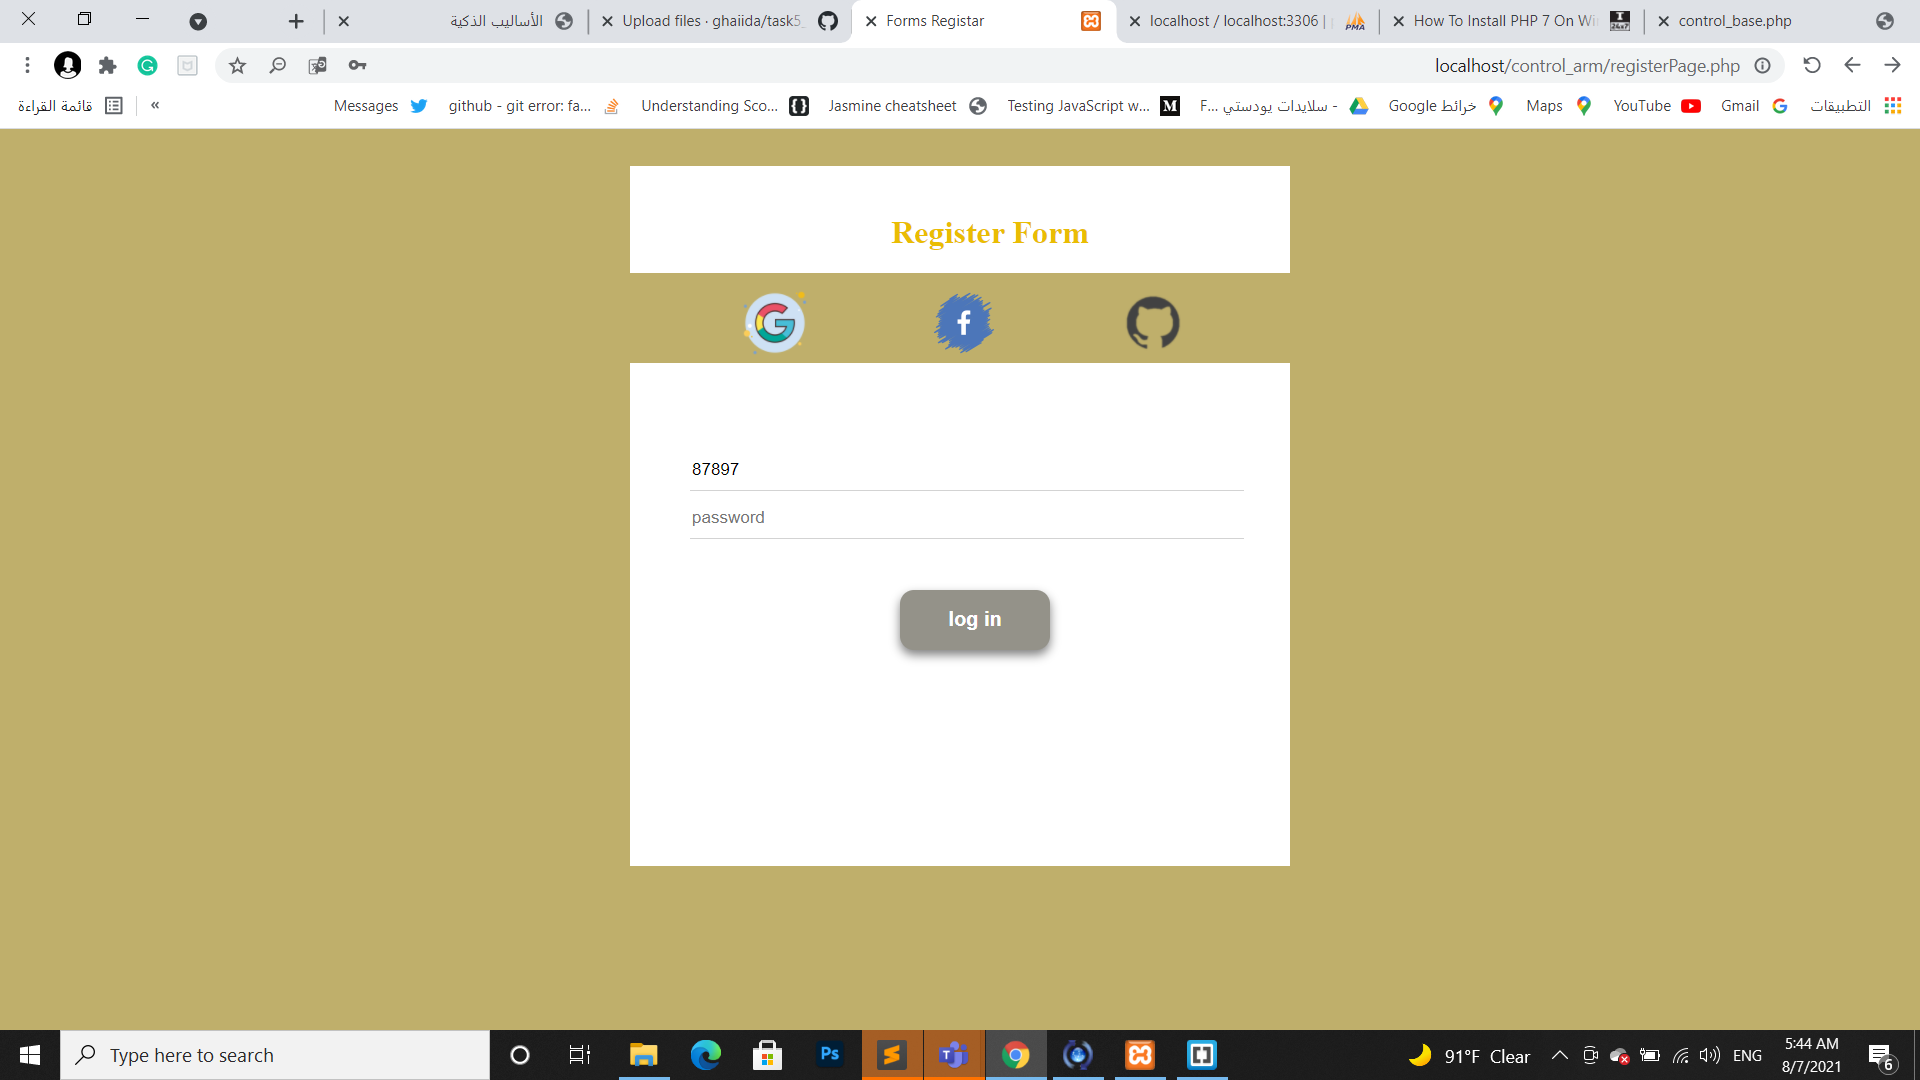 الأساليب الذكية
Upload files · ghaiida/task5_
Forms Registar
localhost / localhost:3306 |
How To Install PHP 7 On Wi
control_base.php
localhost/control_arm/registerPage.php
قائمة القراءة
«
Messages
github - git error: fa...
Understanding Sco...
Jasmine cheatsheet
Testing JavaScript w...
F... سلايدات يودستي -
خرائط Google
Maps
YouTube
Gmail
التطبيقات
Register Form
87897
password
log in
Type here to search
91°F Clear
ENG
5:44 AM
8/7/2021
6